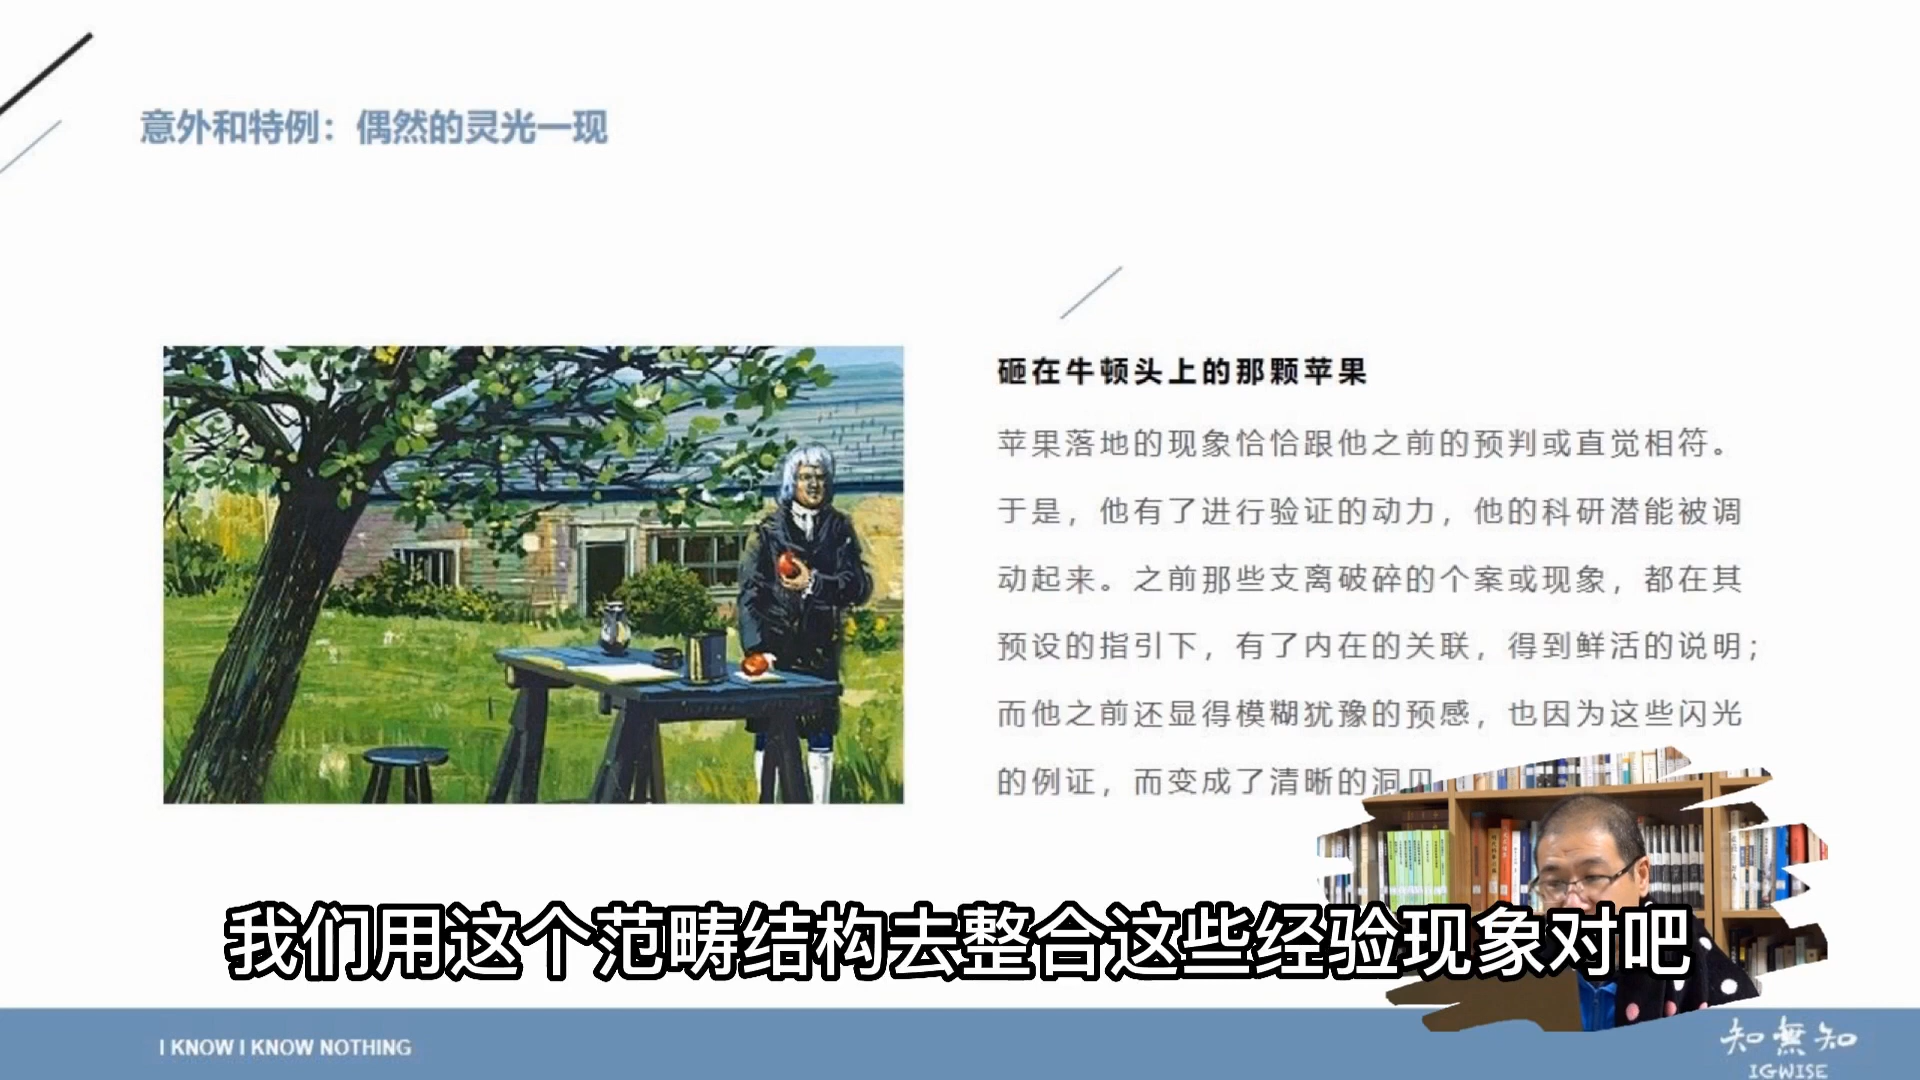 意外和特例：偶然的灵光一现
砸在牛顿头上的那颗苹果
苹果落地的现象恰恰跟他之前的预判或直觉相符。
于是，他有了进行验证的动力，他的科研潜能被调
动起来。之前那些支离破碎的个案或现象，都在其
预设的指引下，有了内在的关联，得到鲜活的说明；
而他之前还显得模糊犹豫的预感，也因为这些闪光
的例证，而变成了清晰的洞
我们用这个范畴结构去整合这些经验现象对吧
I KNOW I KNOW NOTHING
知無知
IGWISE